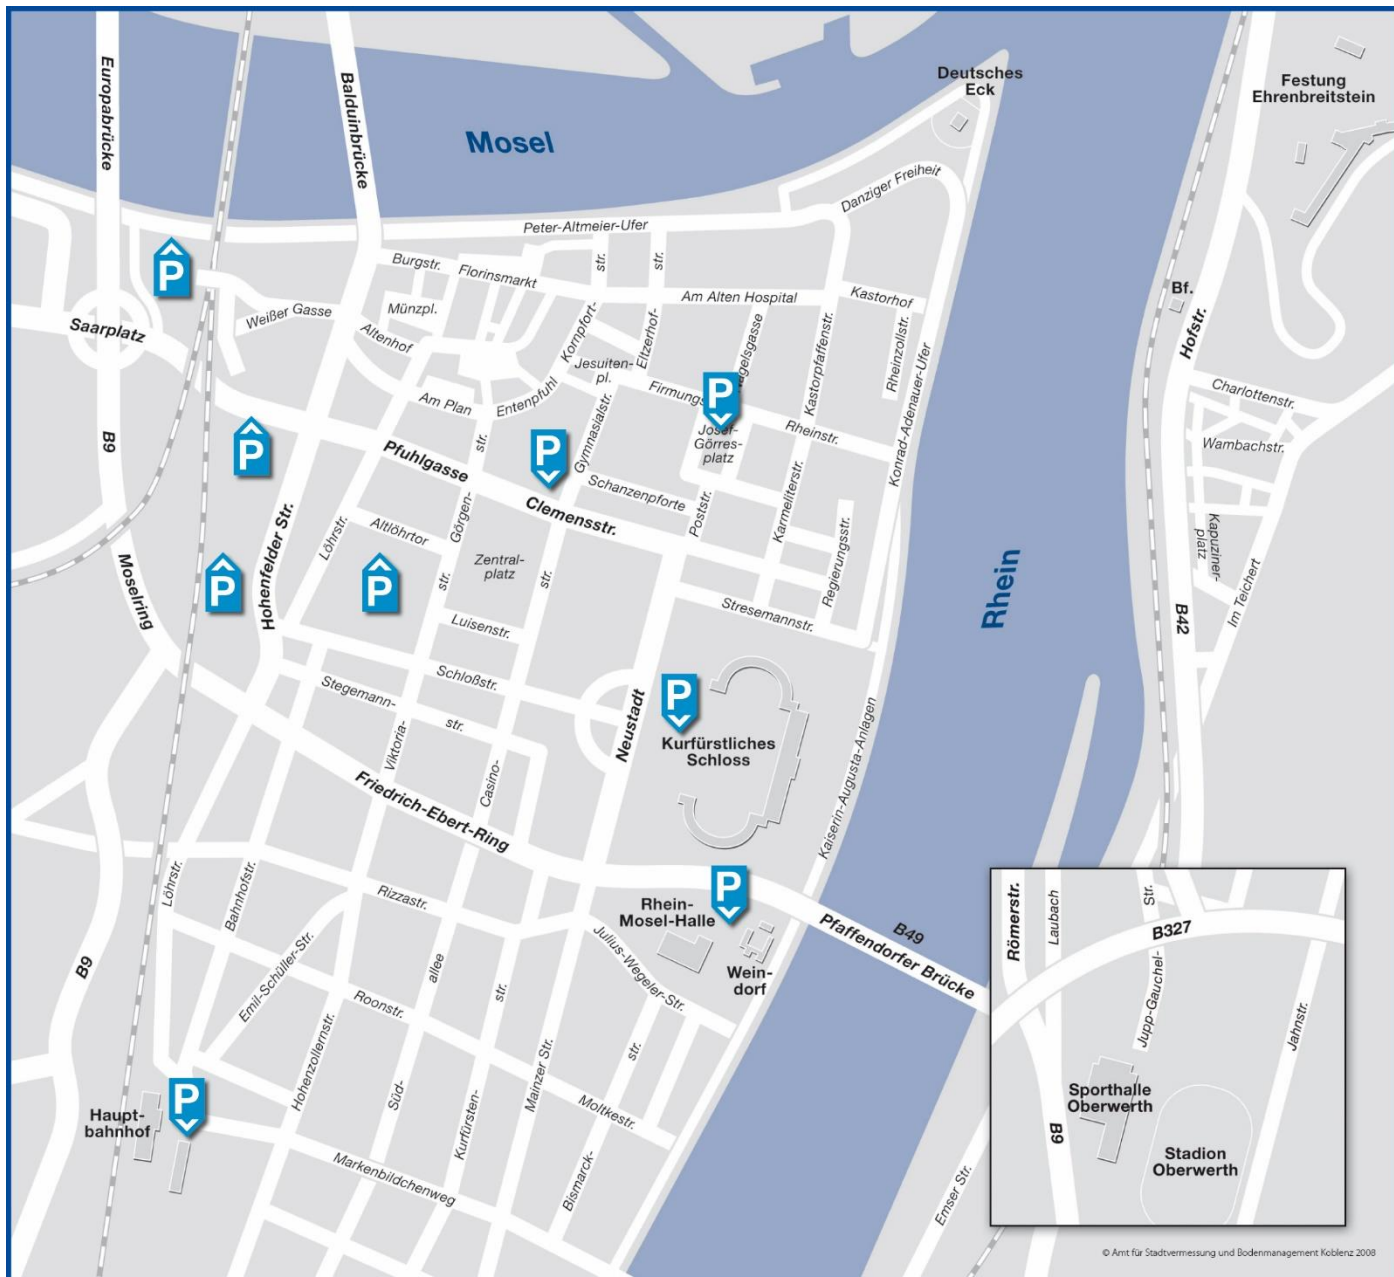 Europabrücke
Balduinbrücke
Mosel
Deutsches
Eck
Festung
Ehrenbreitstein
Danziger Freiheit
Peter-Altmeier-Ufer
P
Burgstr.
Florinsmarkt
str.
str.
Bf.
Saarplatz
Weißer Gasse
Münzpl.
Altenhof
Kornpfort-
Eltzerhof-
Am Alten Hospital
Kastorhof
Nagelsgasse
Kastorpfaffenstr.
Rheinzollstr.
Konrad-Adenauer-Ufer
Hofstr.
Jesuiten-
pl.
Firmungs
P
Am Plan
Entenpfuhl
Gymnasialstr.
Rheinstr.
Josef-
Görres-
platz
Charlottenstr.
Wambachstr.
B9
P
P
Pfuhlgasse
str.
Görgen-
Schanzenpforte
Clemensstr.
Poststr.
Karmeliterstr.
Regierungsstr.
Kapuziner-
platz
Im Teichert
B42
Rhein
Moselring
P
Hohenfelder Str.
Löhrstr.
Altlöhrtor
P
Zentral-
platz
str.
str.
Luisenstr.
Stresemannstr.
Schloßstr.
Stegemann-
str.
Viktoria-
Casino-
Neustadt
P
Kurfürstliches
Schloss
Kaiserin-Augusta-Anlagen
Friedrich-Ebert-Ring
P
Rhein-
Mosel-Halle
Wein-
dorf
B49
Pfaffendorfer Brücke
Löhrstr.
Bahnhofstr.
Rizzastr.
Julius-Wegeler-Str.
B9
Emil-Schüller-Str.
allee
str.
Roonstr.
str.
Hohenzollernstr.
Süd-
Kurfürsten-
Mainzer Str.
Moltkestr.
Bismarck-
P
Haupt-
bahnhof
Markenbildchenweg
Emser Str.
Römerstr.
Laubach
Str.
Jupp-Gauchel-
B327
Jahnstr.
Sporthalle
Oberwerth
B9
Stadion
Oberwerth
© Amt für Stadtvermessung und Bodenmanagement Koblenz 2008